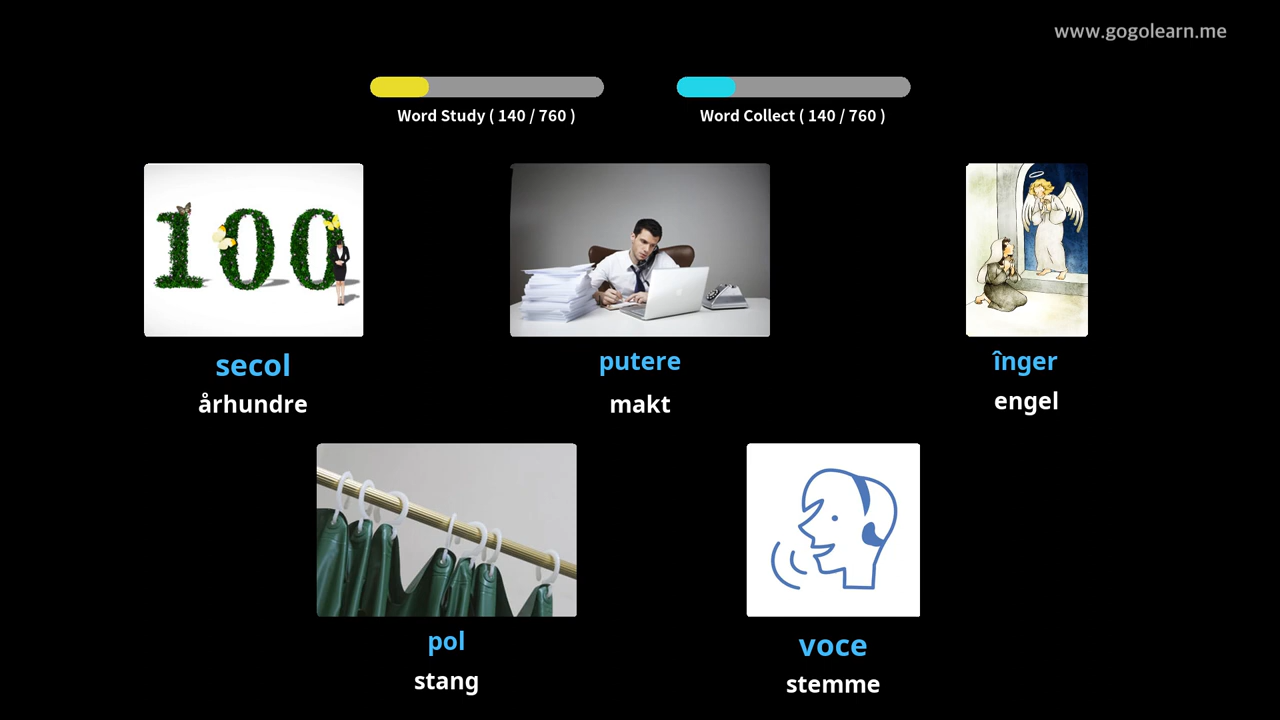 www.gogolearn.me
Word Study ( 140 / 760 )
Word Collect ( 140 / 760 )
100
secol
århundre
putere
makt
înger
engel
pol
stang
voce
stemme